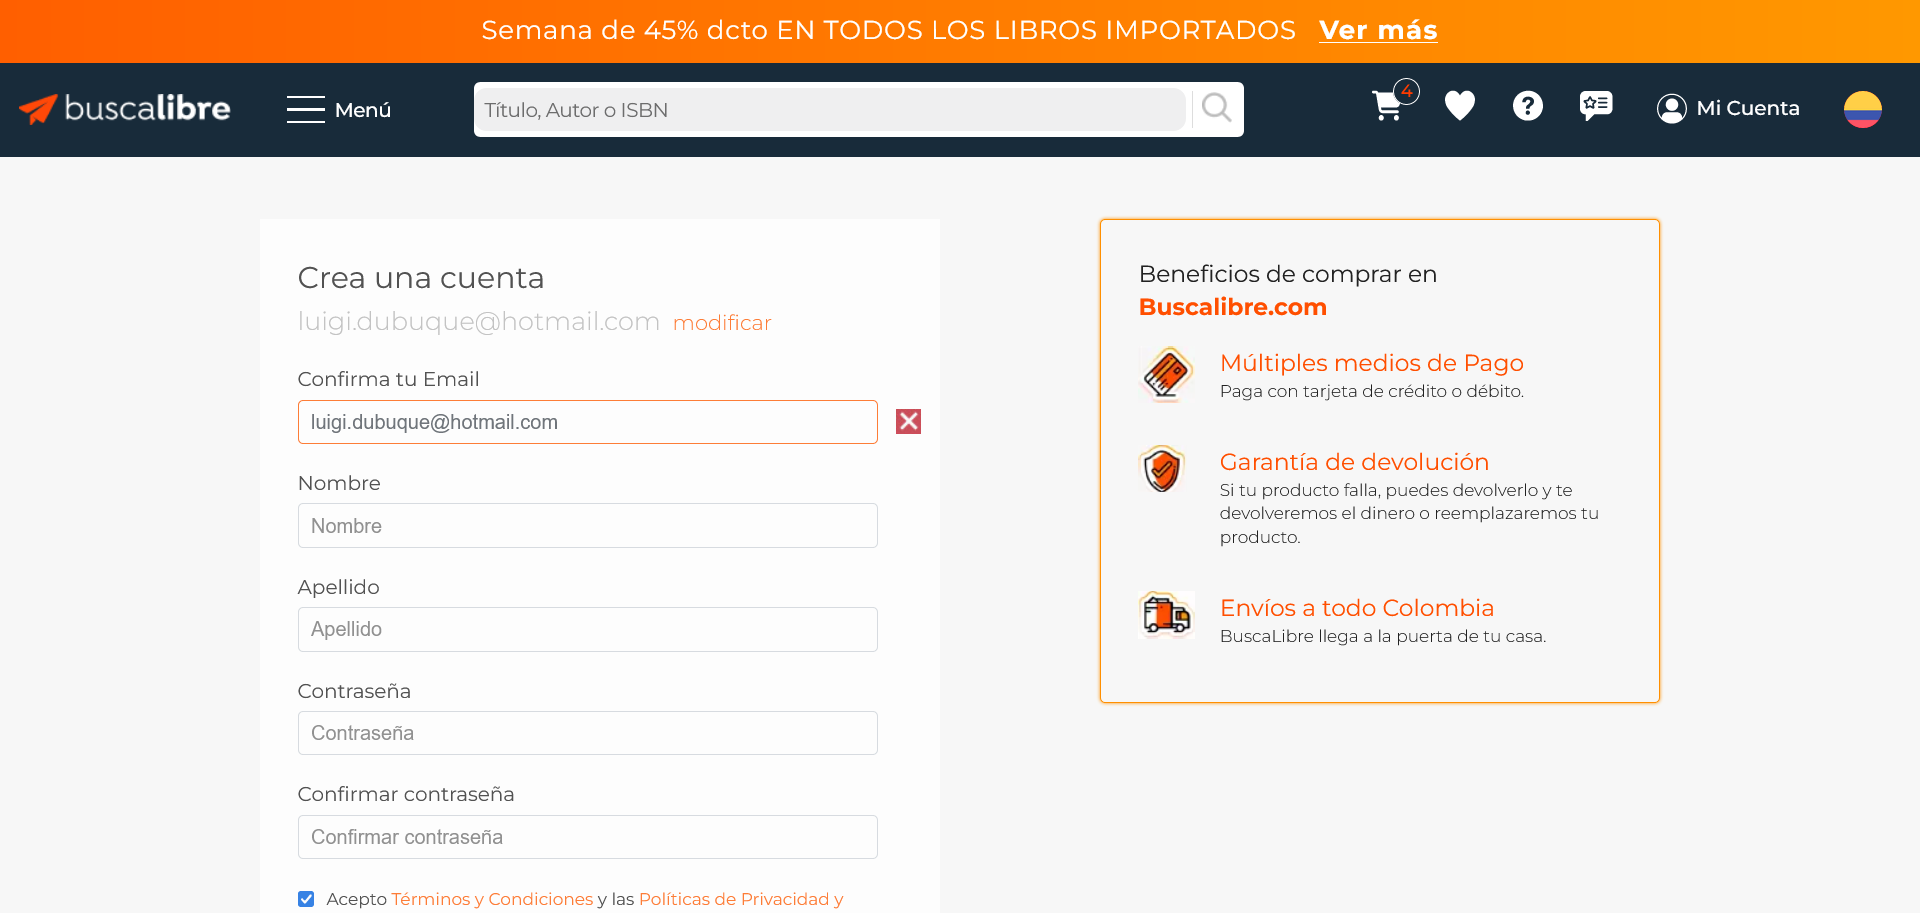 Semana de 45% dcto EN TODOS LOS LIBROS IMPORTADOS Ver más
buscalibre
Menú
Título, Autor o ISBN
4
Mi Cuenta
Crea una cuenta
luigi.dubuque@hotmail.com modificar
Confirma tu Email
luigi.dubuque@hotmail.com
Nombre
Nombre
Apellido
Apellido
Contraseña
Contraseña
Confirmar contraseña
Confirmar contraseña
Acepto Términos y Condiciones y las Políticas de Privacidad y
Beneficios de comprar en
Buscalibre.com
Múltiples medios de Pago
Paga con tarjeta de crédito o débito.
Garantía de devolución
Si tu producto falla, puedes devolverlo y te
devolveremos el dinero o reemplazaremos tu
producto.
Envíos a todo Colombia
BuscaLibre llega a la puerta de tu casa.